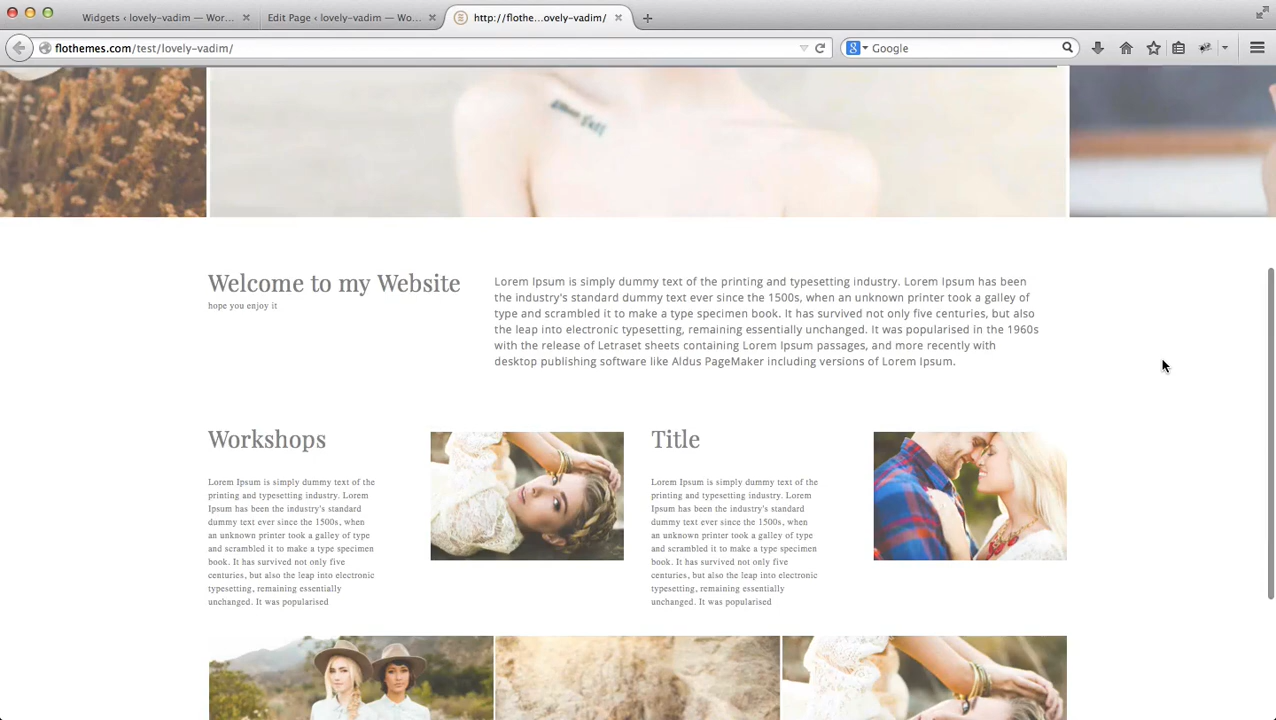 Widgets ‹ lovely-vadim — Wor...
Edit Page ‹ lovely-vadim — Wo...
http://flothe...ovely-vadim/
flothemes.com/test/lovely-vadim/
Google
Welcome to my Website
hope you enjoy it
Lorem Ipsum is simply dummy text of the printing and typesetting industry. Lorem Ipsum has been
the industry's standard dummy text ever since the 1500s, when an unknown printer took a galley of
type and scrambled it to make a type specimen book. It has survived not only five centuries, but also
the leap into electronic typesetting, remaining essentially unchanged. It was popularised in the 1960s
with the release of Letraset sheets containing Lorem Ipsum passages, and more recently with
desktop publishing software like Aldus PageMaker including versions of Lorem Ipsum.
Workshops
Lorem Ipsum is simply dummy text of the
printing and typesetting industry. Lorem
Ipsum has been the industry's standard
dummy text ever since the 1500s, when
an unknown printer took a galley of type
and scrambled it to make a type specimen
book. It has survived not only five
centuries, but also the leap into electronic
typesetting, remaining essentially
unchanged. It was popularised
Title
Lorem Ipsum is simply dummy text of the
printing and typesetting industry. Lorem
Ipsum has been the industry's standard
dummy text ever since the 1500s, when
an unknown printer took a galley of type
and scrambled it to make a type specimen
book. It has survived not only five
centuries, but also the leap into electronic
typesetting, remaining essentially
unchanged. It was popularised